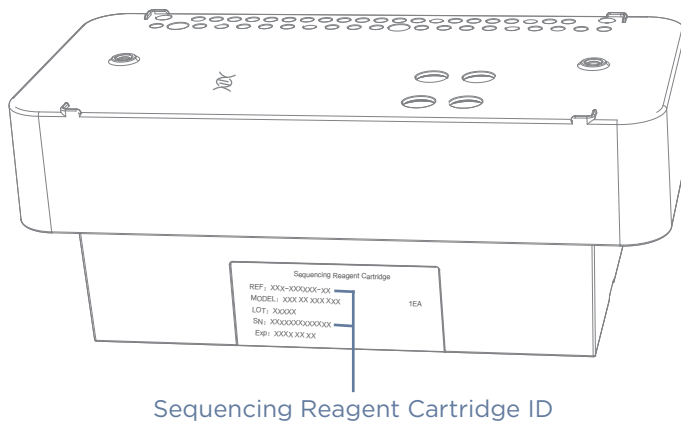 Sequencing Reagent Cartridge
REF: XXX-XXXXXX-XX
MODEL: XXX XX XXX XXX 1EA
LOT: XXXXX
SN: XXXXXXXXXXXXX
Exp: XXXX XX XX
Sequencing Reagent Cartridge ID